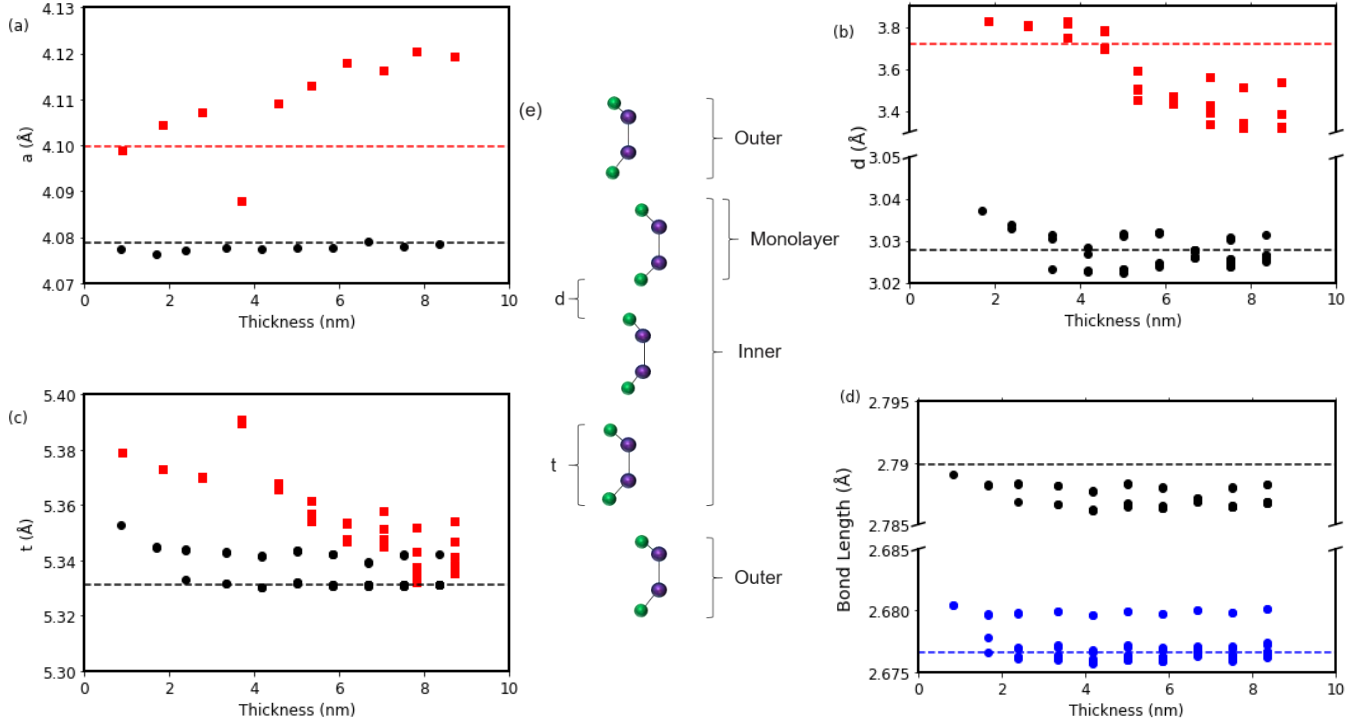 (a)
4.13
4.12
4.11
4.10
4.09
4.08
4.07
a (Å)
0 2 4 6 8 10
Thickness (nm)
(b)
3.8
3.6
3.4
3.05
3.04
3.03
3.02
d (Å)
0 2 4 6 8 10
Thickness (nm)
(e)
Outer
Monolayer
d
Inner
t
Outer
(c)
5.40
5.38
5.36
5.34
5.32
5.30
t (Å)
0 2 4 6 8 10
Thickness (nm)
(d)
2.795
2.79
2.785
2.685
2.680
2.675
Bond Length (Å)
0 2 4 6 8 10
Thickness (nm)